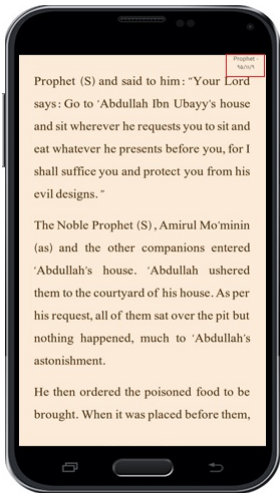 Prophet -
Prophet (S) and said to him: "Your Lord
says: Go to 'Abdullah Ibn Ubayy's house
and sit wherever he requests you to sit and
eat whatever he presents before you, for I
shall suffice you and protect you from his
evil designs."
The Noble Prophet (S), Amirul Mo'minin
(as) and the other companions entered
'Abdullah's house. 'Abdullah ushered
them to the courtyard of his house. As per
his request, all of them sat over the pit but
nothing happened, much to 'Abdullah's
astonishment.
He then ordered the poisoned food to be
brought. When it was placed before them,